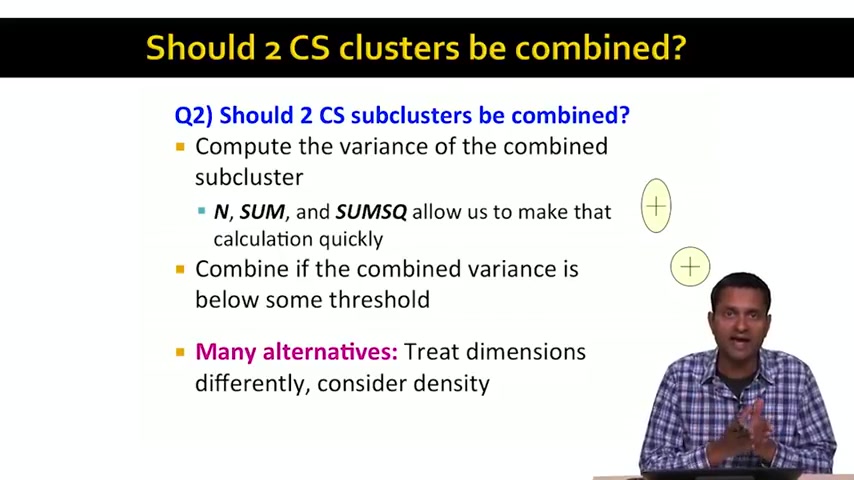 Should 2 CS clusters be combined?
Q2) Should 2 CS subclusters be combined?
Compute the variance of the combined
subcluster
N, SUM, and SUMSQ allow us to make that
calculation quickly
Combine if the combined variance is
below some threshold
Many alternatives: Treat dimensions
differently, consider density